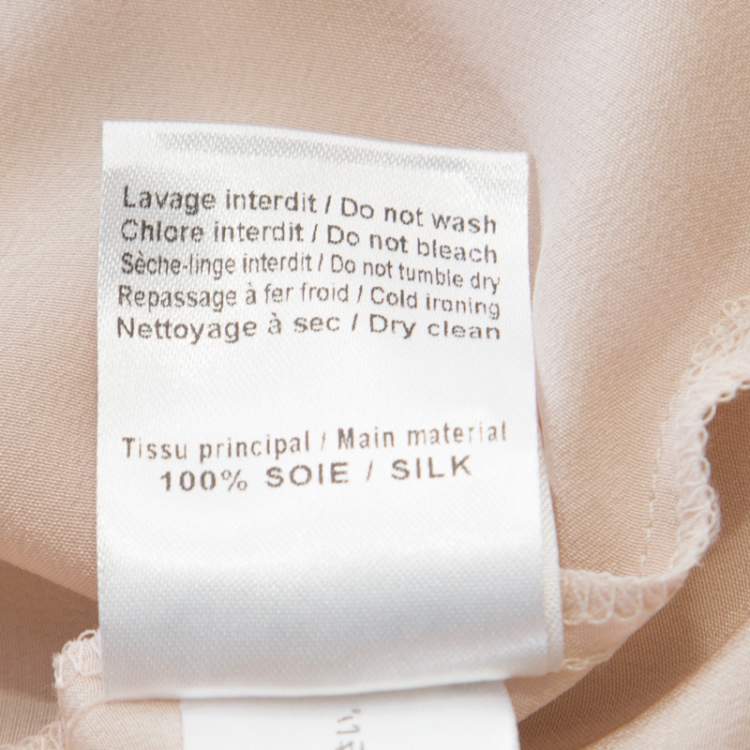 Lavage interdit / Do not wash
Chlore interdit / Do not bleach
Sèche-linge interdit / Do not tumble dry
Repassage à fer froid / Cold ironing
Nettoyage à sec / Dry clean
Tissu principal / Main material
100% SOIE / SILK